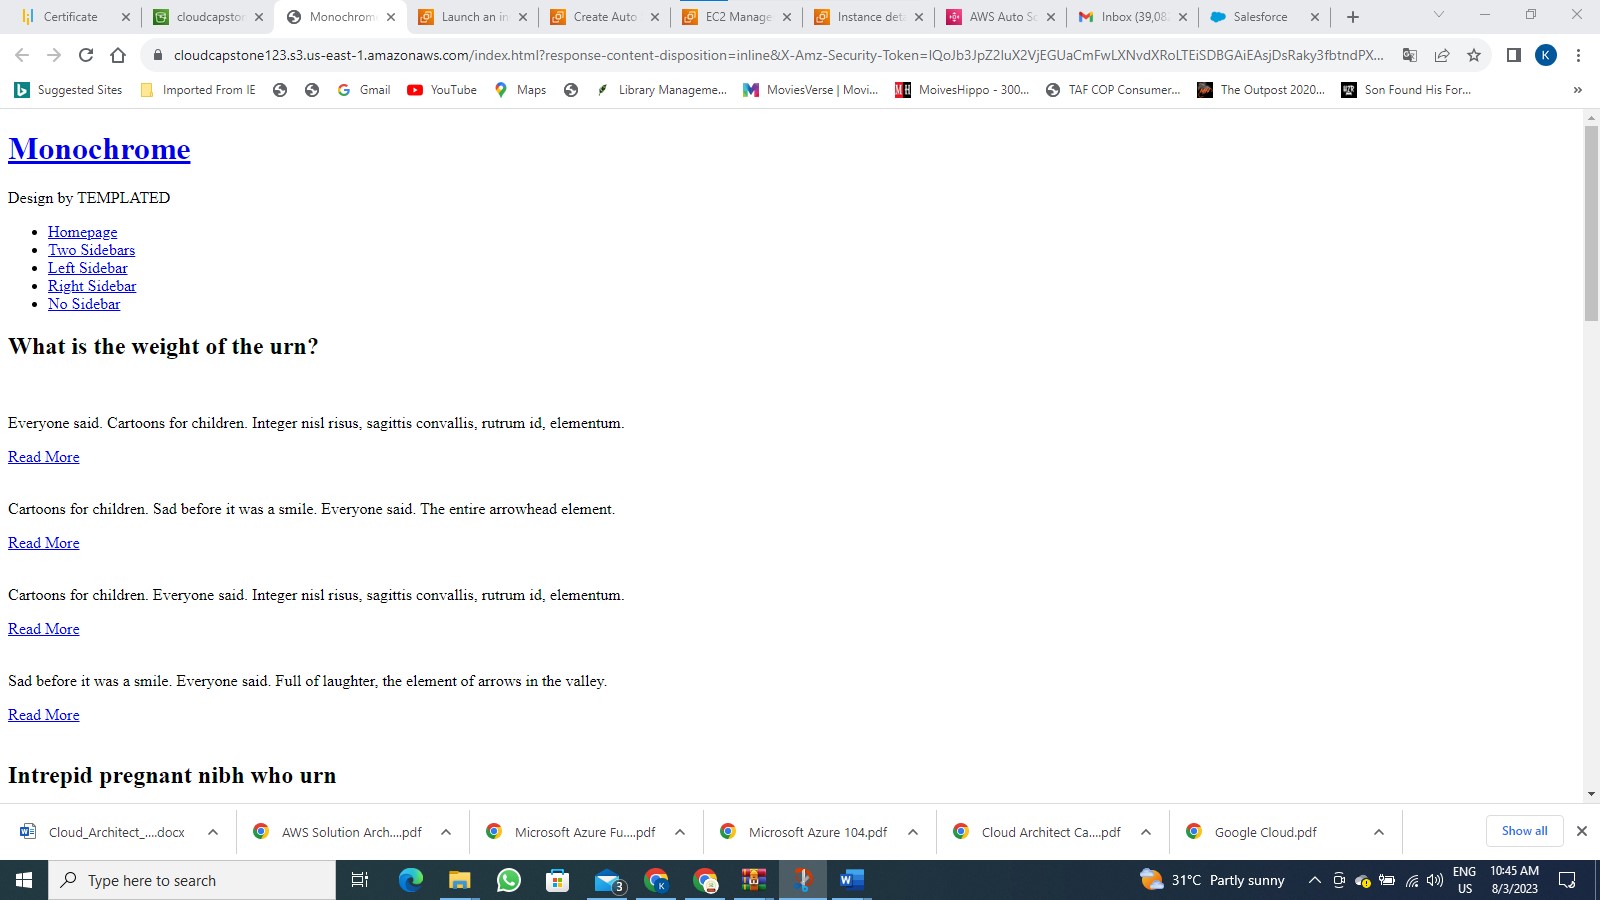 Certificate
cloudcapston
Monochrom
Launch an in
Create Auto
EC2 Manage
Instance deta
AWS Auto Sc
Inbox (39,08
Salesforce
cloudcapstone123.s3.us-east-1.amazonaws.com/index.html?response-content-disposition=inline&X-Amz-Security-Token=IQoJb3JpZ2luX2VjEGUaCmFwLXNvdXRoLTEiSDBGAiEAsjDsRaky3fbtndPX...
K
Suggested Sites
Imported From IE
Gmail
YouTube
Maps
Library Manageme...
MoviesVerse | Movi...
MoivesHippo - 300...
TAF COP Consumer...
The Outpost 2020...
Son Found His For...
»
Monochrome
Design by TEMPLATED
• Homepage
• Two Sidebars
• Left Sidebar
• Right Sidebar
• No Sidebar
What is the weight of the urn?
Everyone said. Cartoons for children. Integer nisl risus, sagittis convallis, rutrum id, elementum.
Read More
Cartoons for children. Sad before it was a smile. Everyone said. The entire arrowhead element.
Read More
Cartoons for children. Everyone said. Integer nisl risus, sagittis convallis, rutrum id, elementum.
Read More
Sad before it was a smile. Everyone said. Full of laughter, the element of arrows in the valley.
Read More
Intrepid pregnant nibh who urn
Cloud_Architect_....docx
AWS Solution Arch....pdf
Microsoft Azure Fu....pdf
Microsoft Azure 104.pdf
Cloud Architect Ca....pdf
Google Cloud.pdf
Show all
Type here to search
3
31°C Partly sunny
ENG
US
10:45 AM
8/3/2023